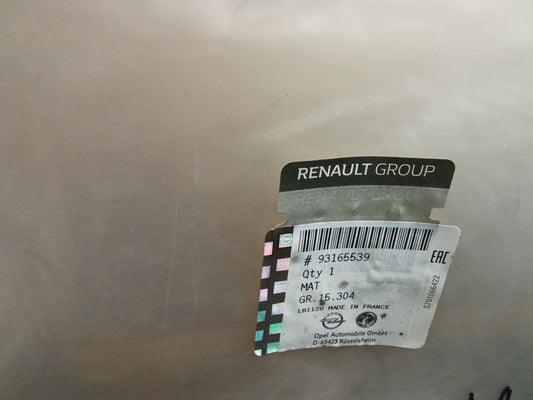 RENAULT GROUP
# 93165539
Qty 1
MAT
GR.15.304
LB1120 MADE IN FRANCE
Opel Automobile GmbH
D-65423 Rüsselsheim
EAC
S701068422